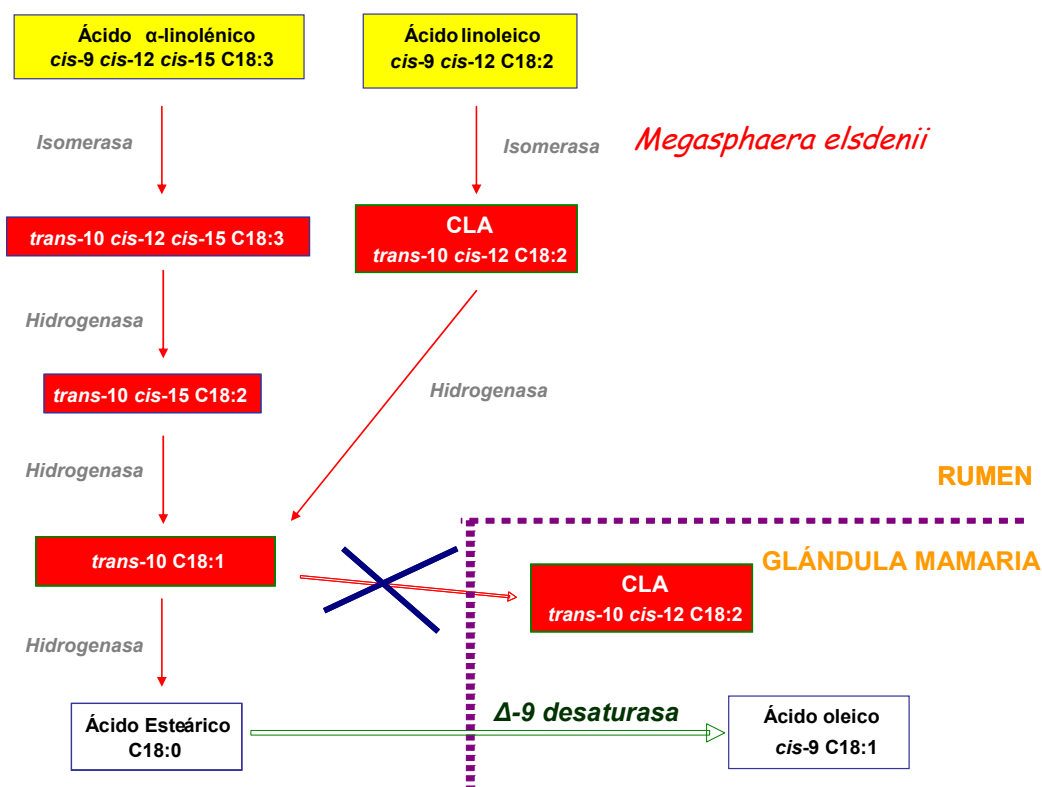 Ácido α-linolénico
cis-9 cis-12 cis-15 C18:3
Ácido linoleico
cis-9 cis-12 C18:2
Isomerasa
Isomerasa
Megasphaera elsdenii
trans-10 cis-12 cis-15 C18:3
CLA
trans-10 cis-12 C18:2
Hidrogenasa
trans-10 cis-15 C18:2
Hidrogenasa
Hidrogenasa
RUMEN
trans-10 C18:1
GLÁNDULA MAMARIA
CLA
trans-10 cis-12 C18:2
Hidrogenasa
Ácido Esteárico
C18:0
Δ-9 desaturasa
Ácido oleico
cis-9 C18:1